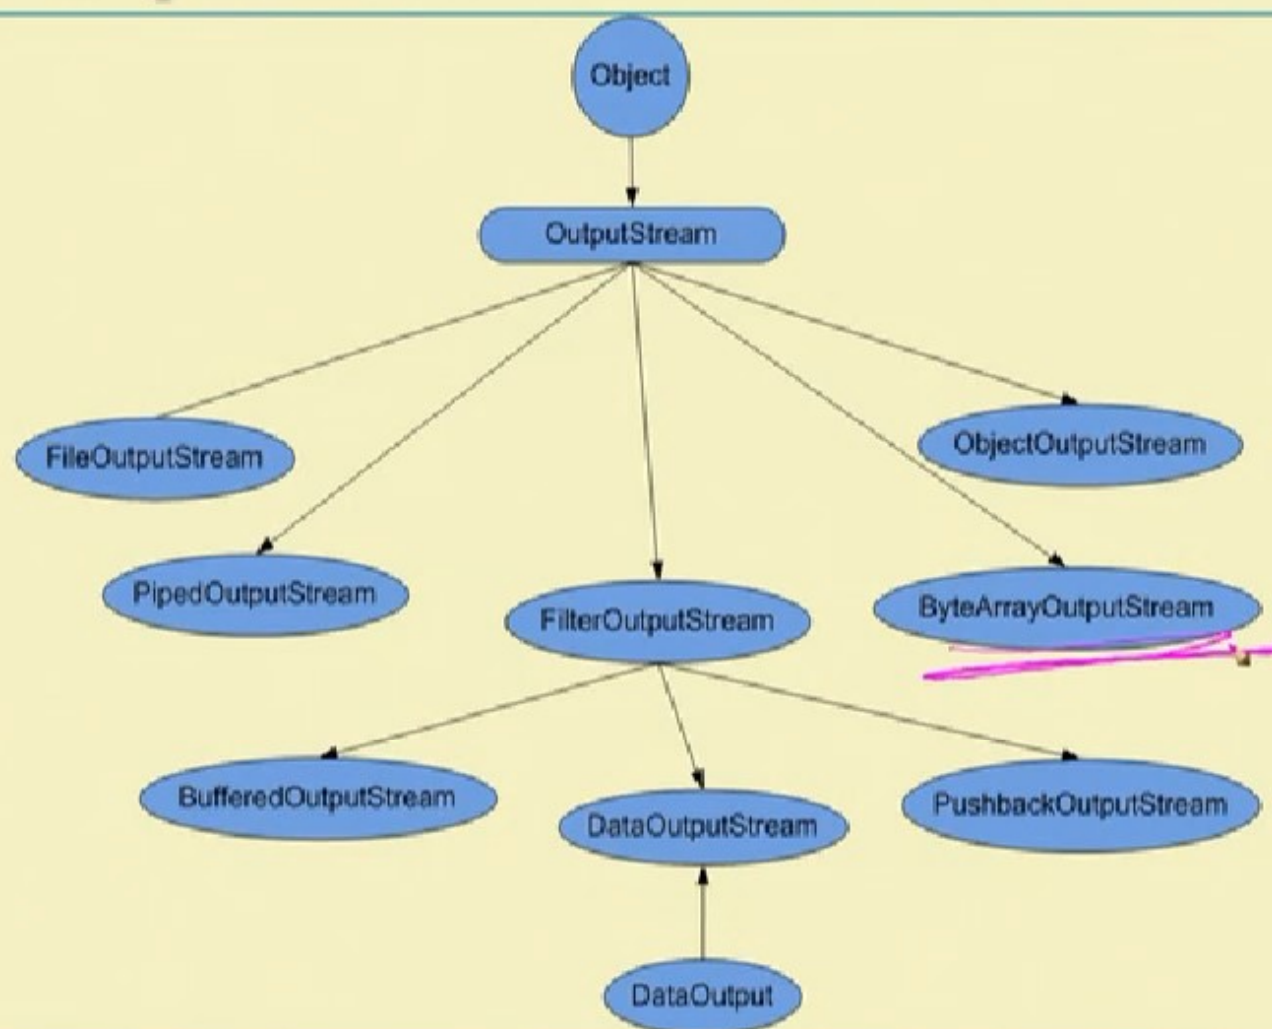 Object
OutputStream
FileOutputStream
ObjectOutputStream
PipedOutputStream
FilterOutputStream
ByteArrayOutputStream
BufferedOutputStream
DataOutputStream
PushbackOutputStream
DataOutput